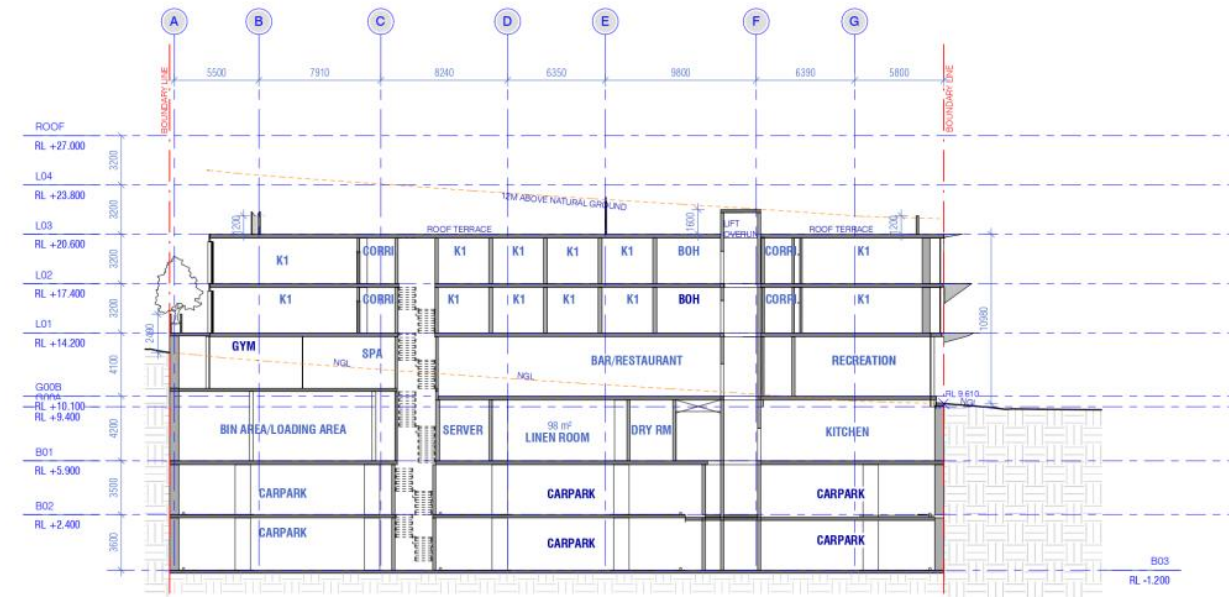 A B C D E F G
5500 7910 8240 6350 9800 6390 5800
BOUNDARY LINE
BOUNDARY LINE
ROOF
RL +27.000
3200
L04
RL +23.800
12M ABOVE NATURAL GROUND
3200
1200
1600
1200
L03
RL +20.600
ROOF TERRACE
LIFT
OVERUN
ROOF TERRACE
3200
K1 CORRI. K1 K1 K1 K1 BOH CORRI. K1
L02
RL +17.400
3200
K1 CORRI. K1 K1 K1 K1 BOH CORRI. K1
10980
2400
L01
RL +14.200
GYM SPA BAR/RESTAURANT RECREATION
4100
NGL
NGL
G00B
G00A
RL +10.100
RL +9.400
RL 9.610
NGL
4200
BIN AREA/LOADING AREA SERVER
98 m²
LINEN ROOM
DRY RM KITCHEN
B01
RL +5.900
3500
CARPARK CARPARK CARPARK
B02
RL +2.400
3600
CARPARK CARPARK CARPARK
B03
RL -1.200